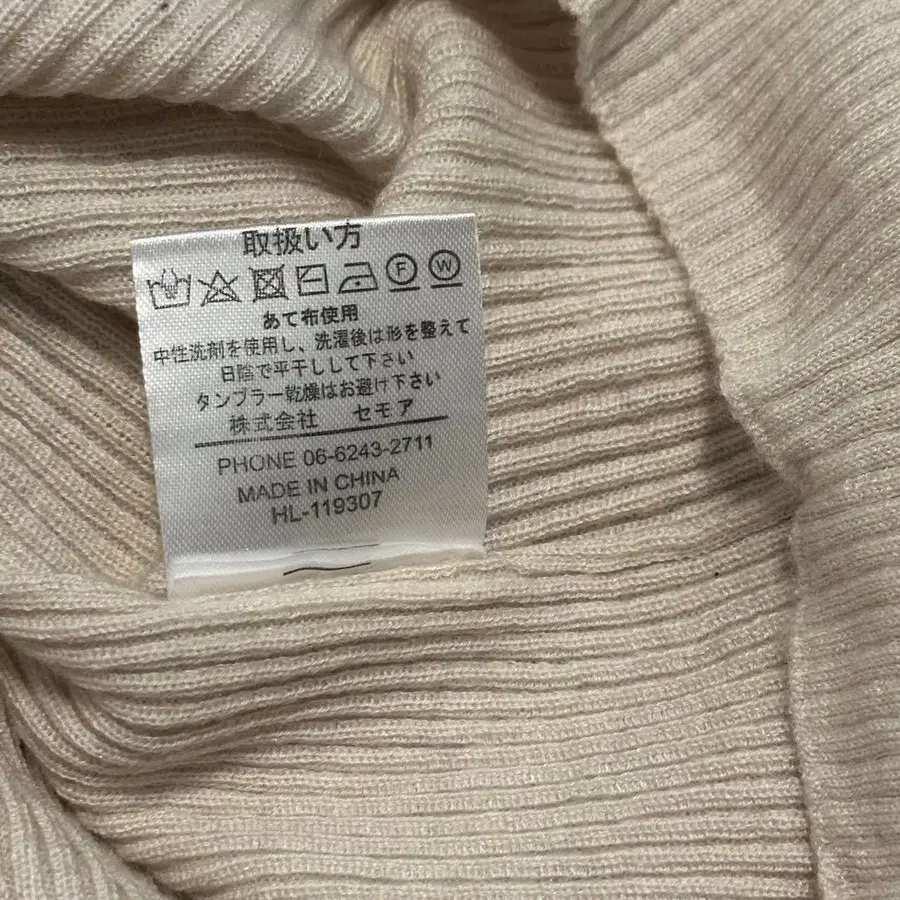 取扱い方
F W
あて布使用
中性洗剤を使用し、洗濯後は形を整えて
日陰で平干しして下さい
タンブラー乾燥はお避け下さい
株式会社 セモア
PHONE 06-6243-2711
MADE IN CHINA
HL-119307